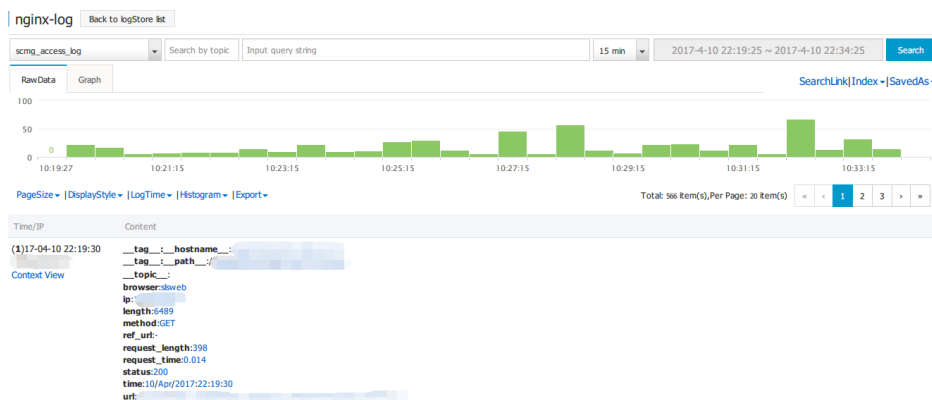 nginx-log Back to logStore list
scmg_access_log Search by topic Input query string 15 min 2017-4-10 22:19:25 ~ 2017-4-10 22:34:25 Search
RawData Graph SearchLink|Index |SavedAs
100
50
0
0
10:19:27 10:21:15 10:23:15 10:25:15 10:27:15 10:29:15 10:31:15 10:33:15
PageSize |DisplayStyle |LogTime |Histogram |Export Total: 566 item(s),Per Page: 20 item(s) « ‹ 1 2 3 › »
Time/IP Content
(1)17-04-10 22:19:30 __tag__:__hostname__:
__tag__:__path__:/
Context View __topic__:
browser:slsweb
ip:
length:6489
method:GET
ref_url:-
request_length:398
request_time:0.014
status:200
time:10/Apr/2017:22:19:30
url: